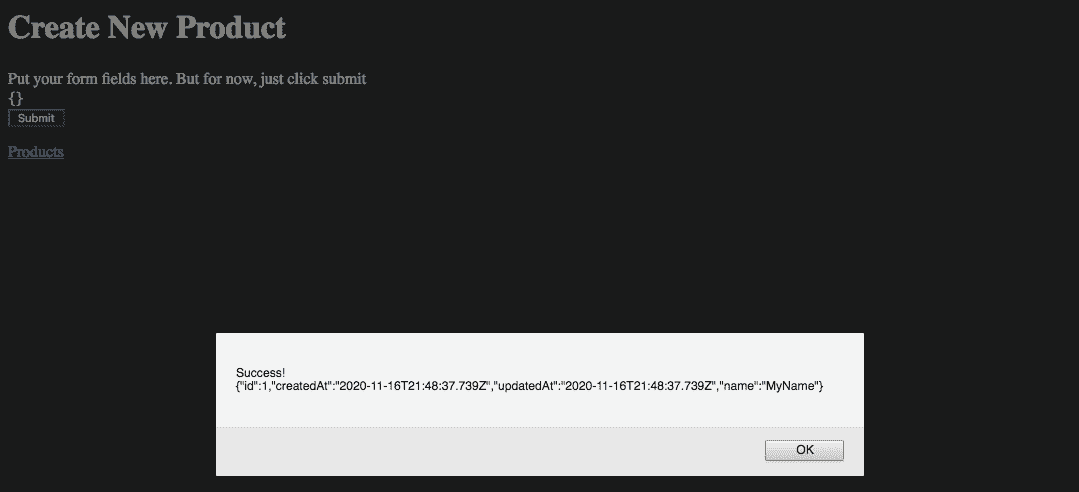 Create New Product
Put your form fields here. But for now, just click submit
{}
Submit
Products
Success!
{"id":1,"createdAt":"2020-11-16T21:48:37.739Z","updatedAt":"2020-11-16T21:48:37.739Z","name":"MyName"}
OK